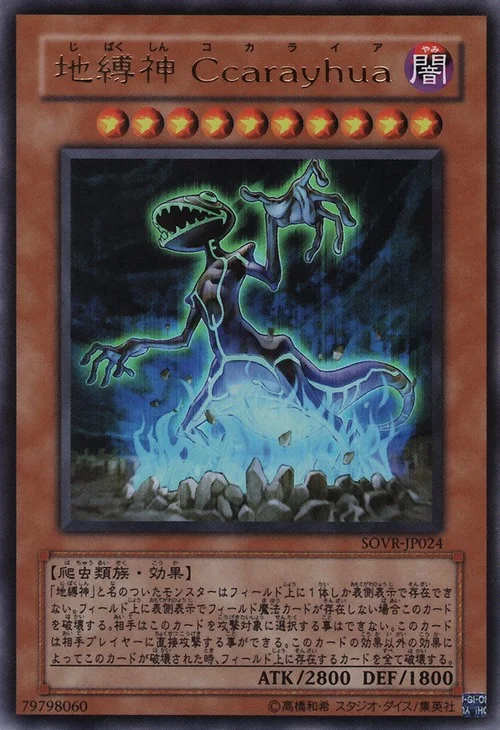 じ ばく しん コ カ ラ イ ア
地縛神 Ccarayhua
やみ
闇
SOVR-JP024
【爬虫類族・効果】
「地縛神」と名のついたモンスターはフィールド上に1体しか表側表示で存在でき
ない。フィールド上に表側表示でフィールド魔法カードが存在しない場合このカード
を破壊する。相手はこのカードを攻撃対象に選択する事はできない。このカード
は相手プレイヤーに直接攻撃する事ができる。このカードの効果以外の効果に
よってこのカードが破壊された時、フィールド上に存在するカードを全て破壊する。
ATK/2800 DEF/1800
79798060 ©高橋和希 スタジオ・ダイス/集英社